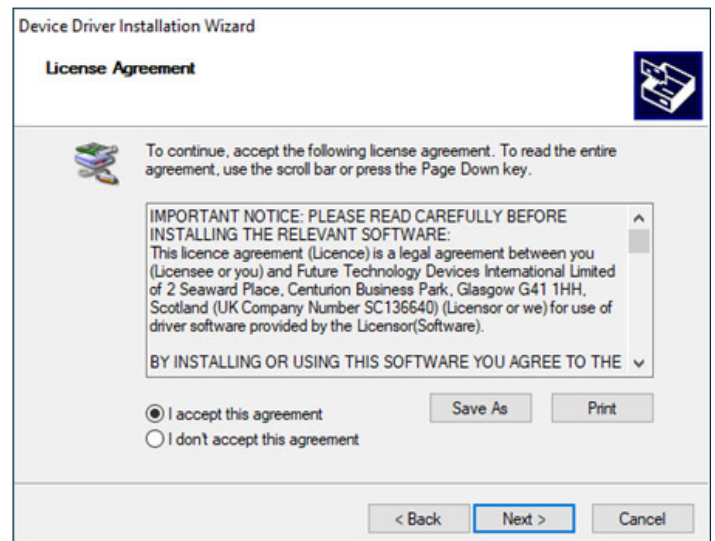 Device Driver Installation Wizard
License Agreement
To continue, accept the following license agreement. To read the entire
agreement, use the scroll bar or press the Page Down key.
IMPORTANT NOTICE: PLEASE READ CAREFULLY BEFORE
INSTALLING THE RELEVANT SOFTWARE:
This licence agreement (Licence) is a legal agreement between you
(Licensee or you) and Future Technology Devices International Limited
of 2 Seaward Place, Centurion Business Park, Glasgow G41 1HH,
Scotland (UK Company Number SC136640) (Licensor or we) for use of
driver software provided by the Licensor(Software).
BY INSTALLING OR USING THIS SOFTWARE YOU AGREE TO THE
I accept this agreement
Save As
Print
I don't accept this agreement
< Back
Next >
Cancel